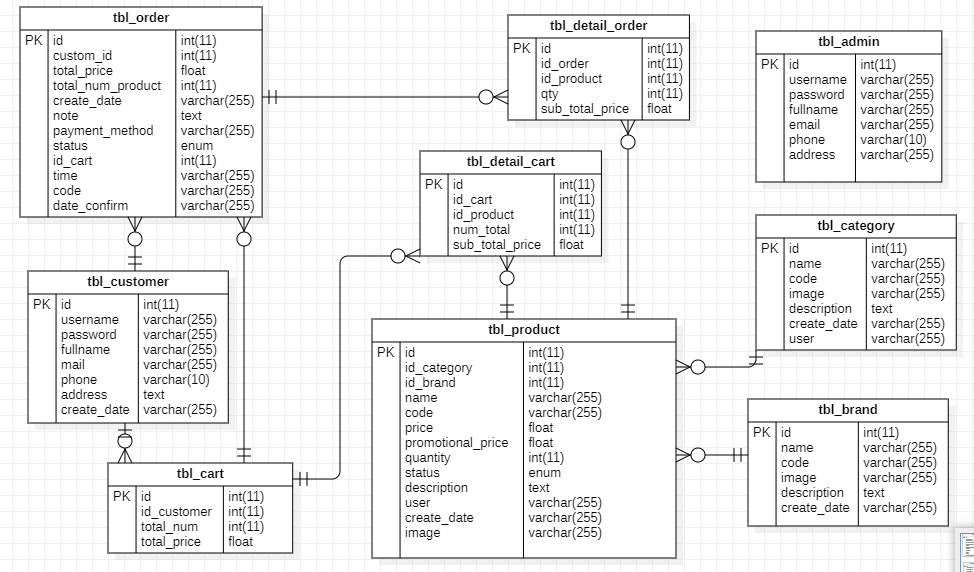 tbl_order
PK id int(11)
custom_id int(11)
total_price float
total_num_product int(11)
create_date varchar(255)
note text
payment_method varchar(255)
status enum
id_cart int(11)
time varchar(255)
code varchar(255)
date_confirm varchar(255)
tbl_detail_order
PK id int(11)
id_order int(11)
id_product int(11)
qty int(11)
sub_total_price float
tbl_admin
PK id int(11)
username varchar(255)
password varchar(255)
fullname varchar(255)
email varchar(255)
phone varchar(10)
address varchar(255)
tbl_detail_cart
PK id int(11)
id_cart int(11)
id_product int(11)
num_total int(11)
sub_total_price float
tbl_category
PK id int(11)
name varchar(255)
code varchar(255)
image varchar(255)
description text
create_date varchar(255)
user varchar(255)
tbl_customer
PK id int(11)
username varchar(255)
password varchar(255)
fullname varchar(255)
mail varchar(255)
phone varchar(10)
address text
create_date varchar(255)
tbl_product
PK id int(11)
id_category int(11)
id_brand int(11)
name varchar(255)
code varchar(255)
price float
promotional_price float
quantity int(11)
status enum
description text
user varchar(255)
create_date varchar(255)
image varchar(255)
tbl_brand
PK id int(11)
name varchar(255)
code varchar(255)
image varchar(255)
description text
create_date varchar(255)
tbl_cart
PK id int(11)
id_customer int(11)
total_num int(11)
total_price float